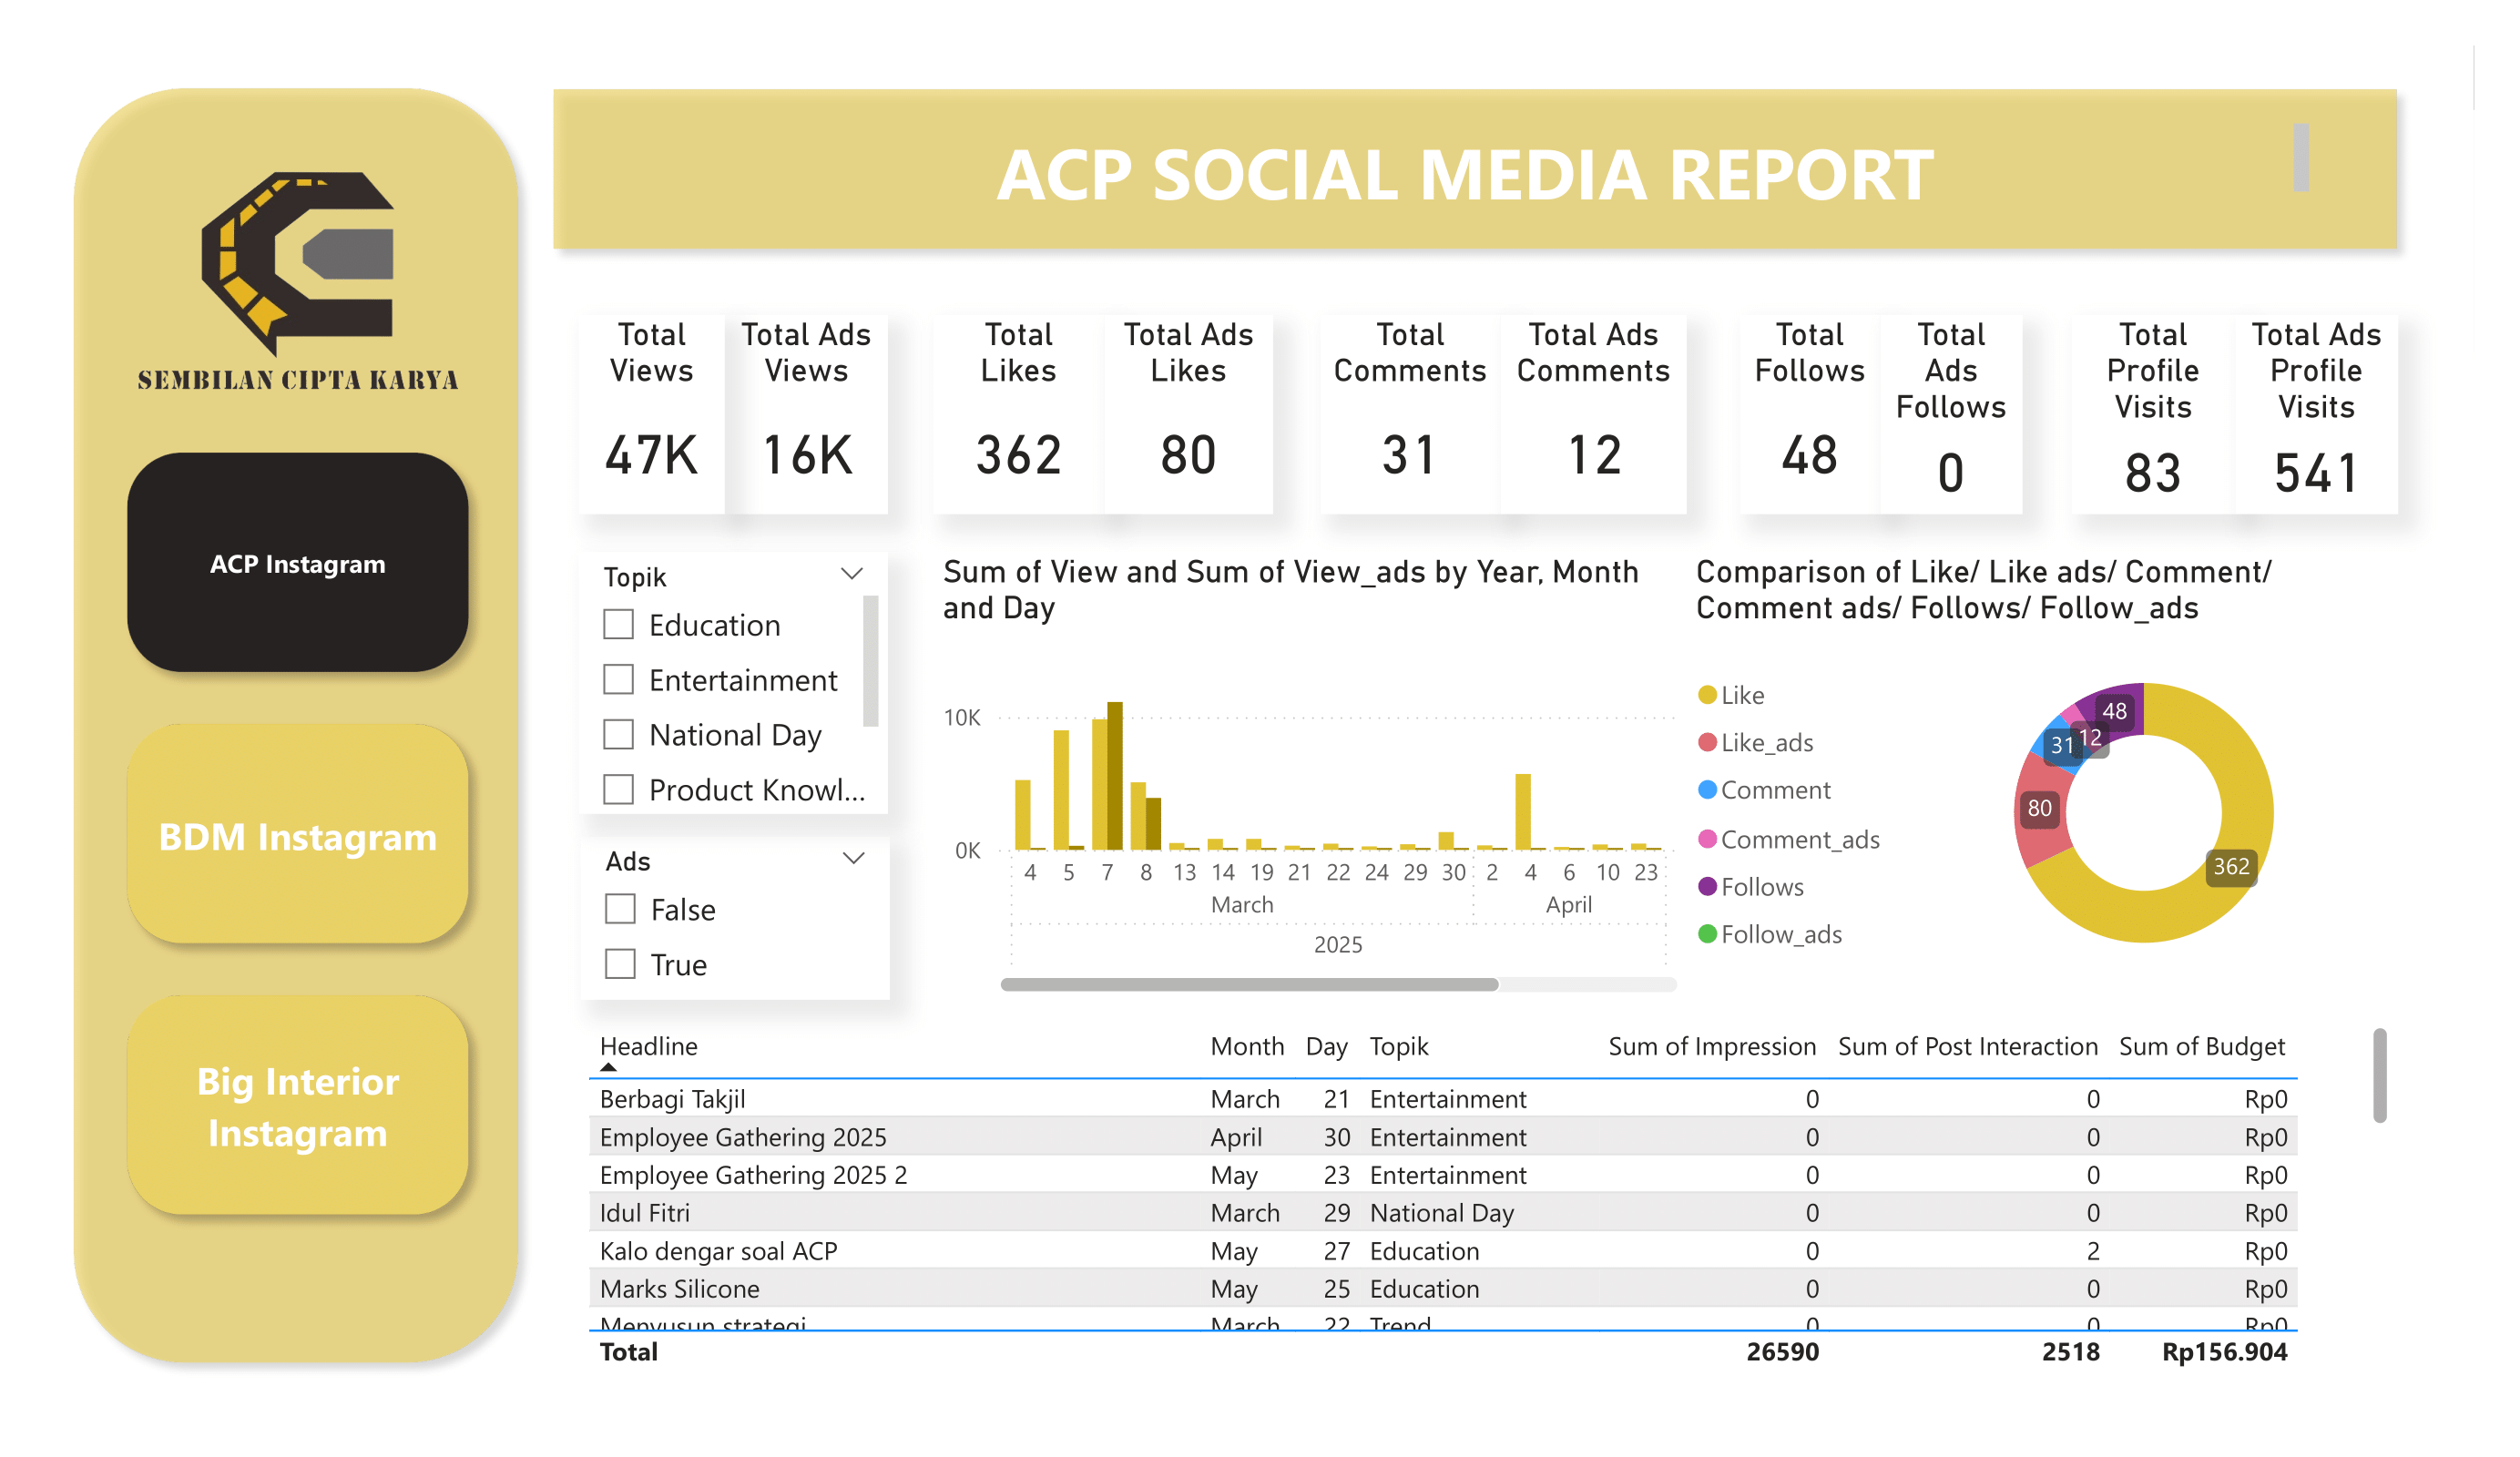 SEMBILAN CIPTA KARYA
ACP Instagram
BDM Instagram
Big Interior
Instagram
ACP SOCIAL MEDIA REPORT
Total
Views
47K
Total Ads
Views
16K
Total
Likes
362
Total Ads
Likes
80
Total
Comments
31
Total Ads
Comments
12
Total
Follows
48
Total
Ads
Follows
0
Total
Profile
Visits
83
Total Ads
Profile
Visits
541
Topik
Education
Entertainment
National Day
Product Knowl...
Ads
False
True
Sum of View and Sum of View_ads by Year, Month
and Day
10K
0K
4 5 7 8 13 14 19 21 22 24 29 30 2 4 6 10 23
March April
2025
Comparison of Like/ Like ads/ Comment/
Comment ads/ Follows/ Follow_ads
Like
Like_ads
Comment
Comment_ads
Follows
Follow_ads
48
12
31
80
362
Headline Month Day Topik Sum of Impression Sum of Post Interaction Sum of Budget
Berbagi Takjil March 21 Entertainment 0 0 Rp0
Employee Gathering 2025 April 30 Entertainment 0 0 Rp0
Employee Gathering 2025 2 May 23 Entertainment 0 0 Rp0
Idul Fitri March 29 National Day 0 0 Rp0
Kalo dengar soal ACP May 27 Education 0 2 Rp0
Marks Silicone May 25 Education 0 0 Rp0
Menyusun strategi March 22 Trend 0 0 Rp0
Total 26590 2518 Rp156.904